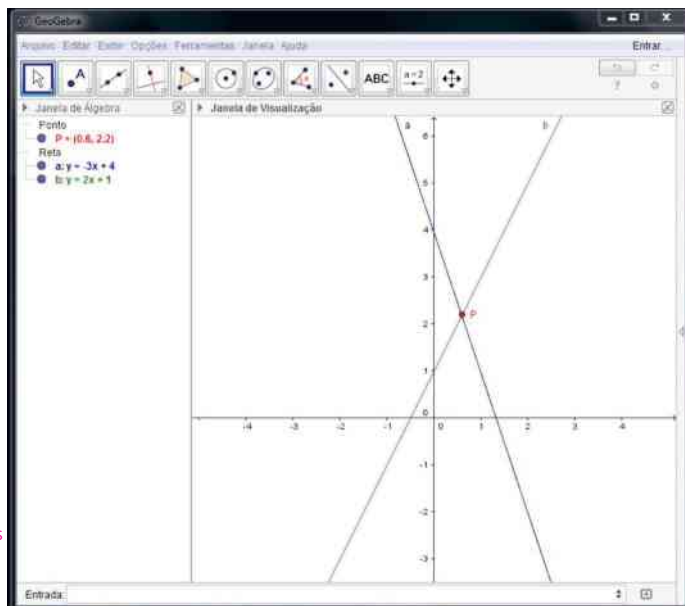 GeoGebra
Arquivo Editar Exibir Opções Ferramentas Janela Ajuda
Entrar...
A
ABC
a=2
Janela de Álgebra
Janela de Visualização
Ponto
P = (0.6, 2.2)
Reta
a: y = -3x + 4
b: y = 2x + 1
a
b
6
5
4
3
2
1
0
-1
-2
-3
-4
-3
-2
-1
0
1
2
3
4
P
s
Entrada: